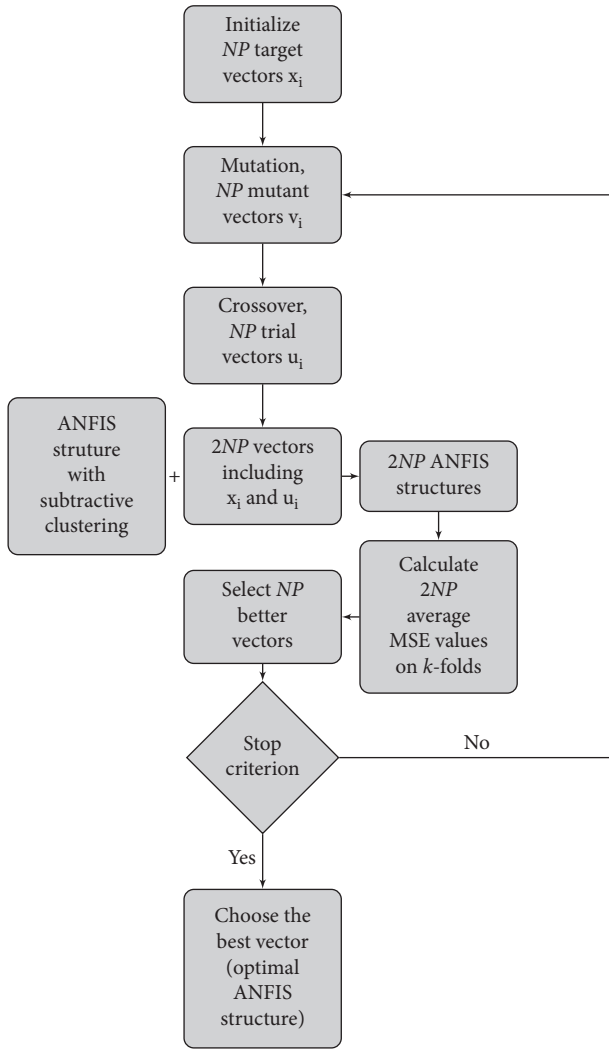 Initialize
NP target
vectors xi
Mutation,
NP mutant
vectors vi
Crossover,
NP trial
vectors ui
ANFIS
struture
with
subtractive
clustering
+
2NP vectors
including
xi and ui
2NP ANFIS
structures
Calculate
2NP
average
MSE values
on k-folds
Select NP
better
vectors
Stop
criterion
No
Yes
Choose the
best vector
(optimal
ANFIS
structure)